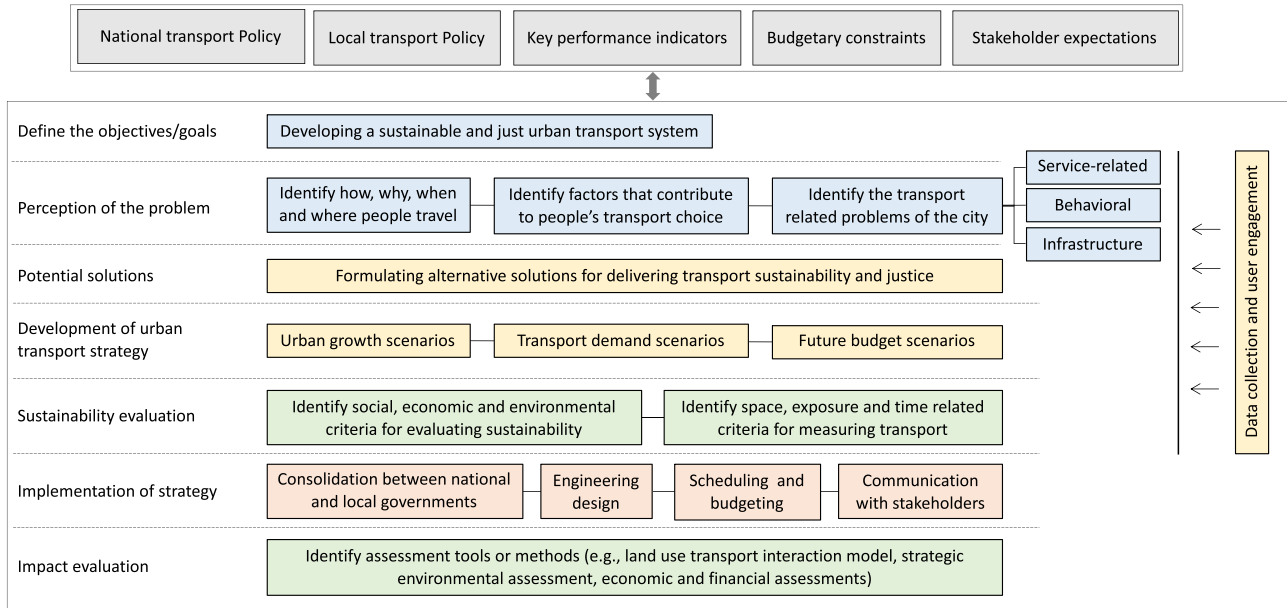 National transport Policy
Local transport Policy
Key performance indicators
Budgetary constraints
Stakeholder expectations
Define the objectives/goals
Developing a sustainable and just urban transport system
Perception of the problem
Identify how, why, when
and where people travel
Identify factors that contribute
to people’s transport choice
Identify the transport
related problems of the city
Service-related
Behavioral
Infrastructure
Data collection and user engagement
Potential solutions
Formulating alternative solutions for delivering transport sustainability and justice
Development of urban
transport strategy
Urban growth scenarios
Transport demand scenarios
Future budget scenarios
Sustainability evaluation
Identify social, economic and environmental
criteria for evaluating sustainability
Identify space, exposure and time related
criteria for measuring transport
Implementation of strategy
Consolidation between national
and local governments
Engineering
design
Scheduling and
budgeting
Communication
with stakeholders
Impact evaluation
Identify assessment tools or methods (e.g., land use transport interaction model, strategic
environmental assessment, economic and financial assessments)